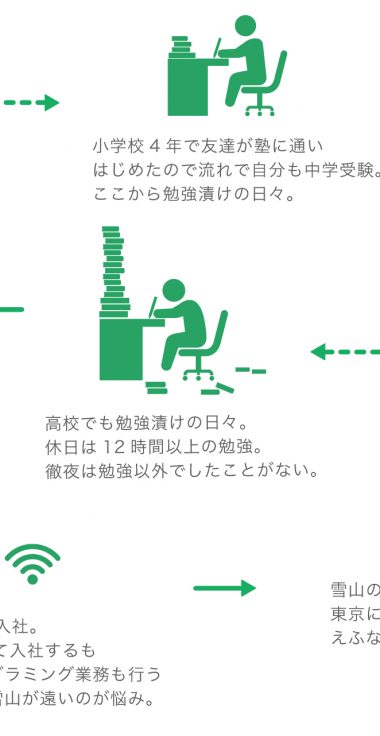 小学校4年で友達が塾に通い
はじめたので流れで自分も中学受験。
ここから勉強漬けの日々。
高校でも勉強漬けの日々。
休日は12時間以上の勉強。
徹夜は勉強以外でしたことがない。
入社。
て入社するも
グラミング業務も行う
雪山が遠いのが悩み。
雪山の
東京に
えふな